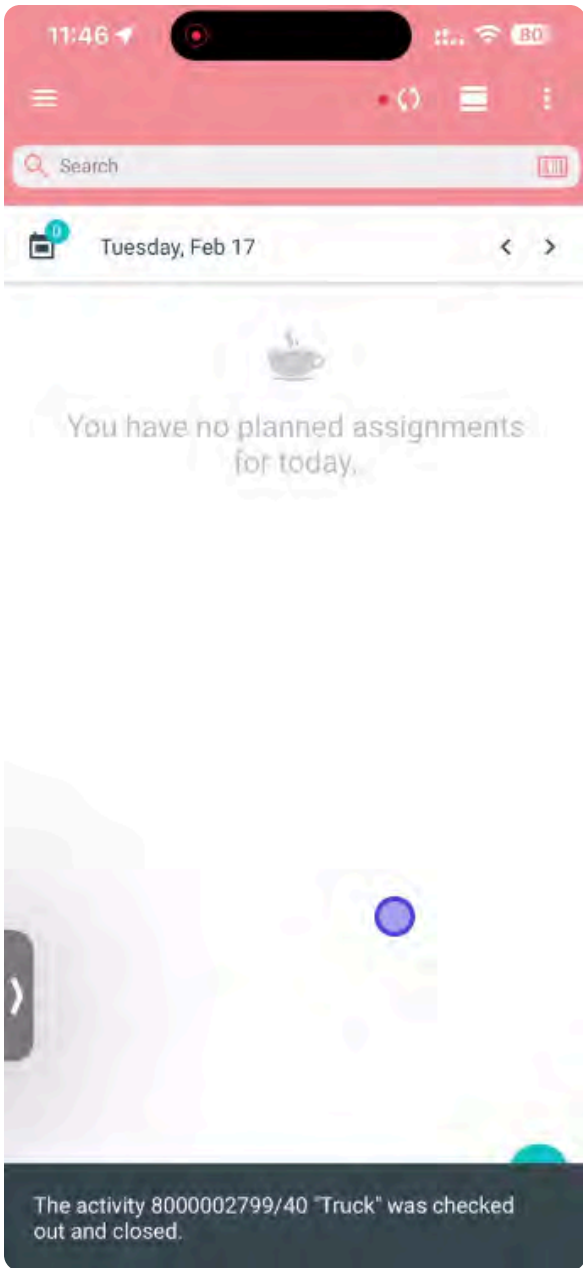 11:46
80
Search
0
Tuesday, Feb 17
You have no planned assignments
for today.
The activity 8000002799/40 "Truck" was checked
out and closed.